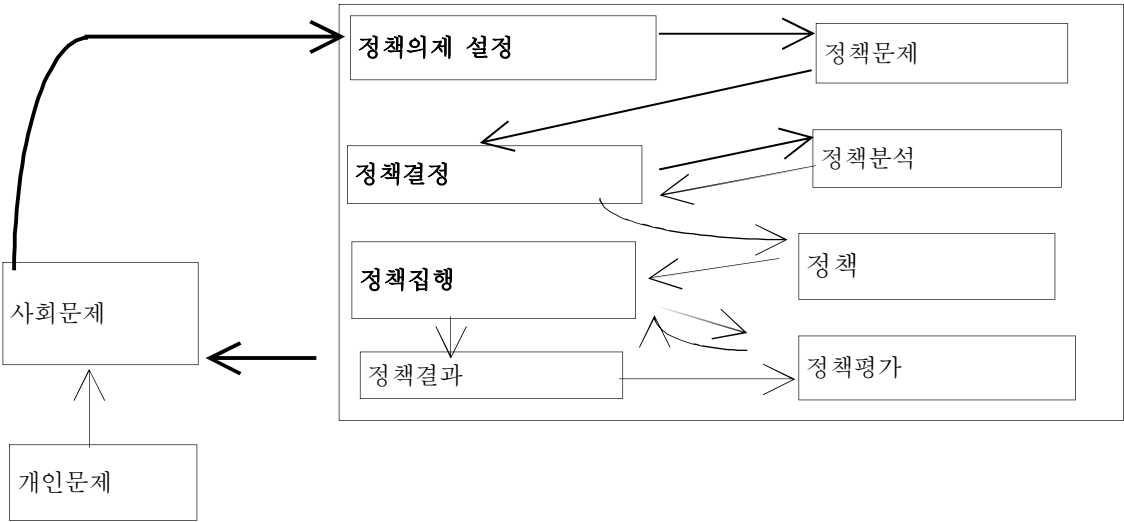 정책의제 설정
정책문제
정책결정
정책분석
정책집행
정책
사회문제
정책결과
정책평가
개인문제